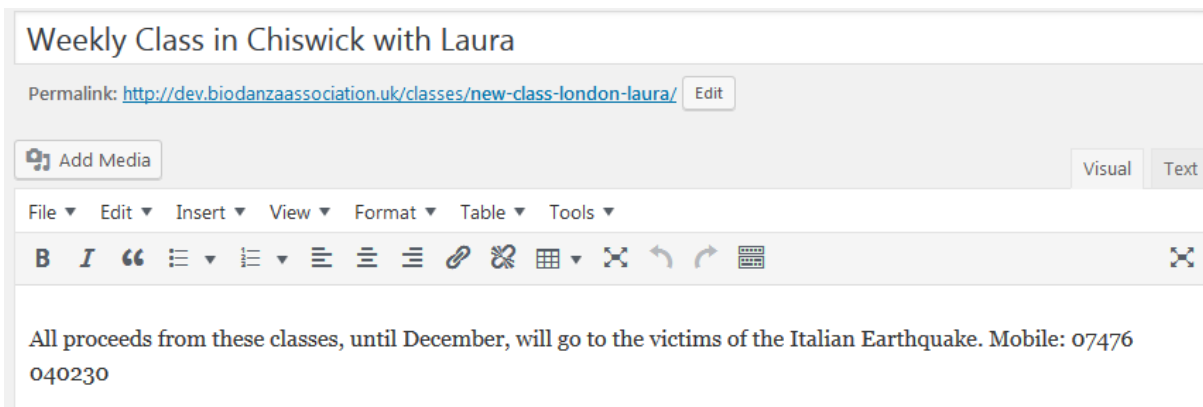 Weekly Class in Chiswick with Laura
Permalink: http://dev.biodanzaassociation.uk/classes/new-class-london-laura/ Edit
Add Media
Visual Text
File Edit Insert View Format Table Tools
B I
All proceeds from these classes, until December, will go to the victims of the Italian Earthquake. Mobile: 07476
040230